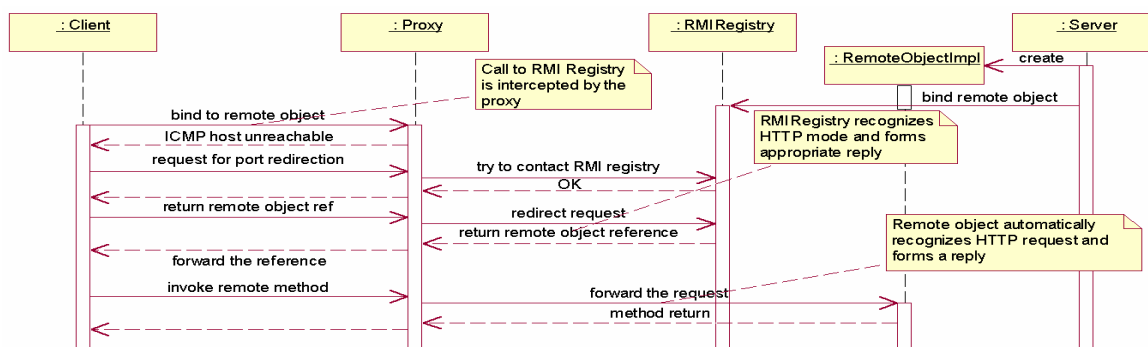 : Client
: Proxy
: RMIRegistry
: Server
: RemoteObjectImpl
create
Call to RMI Registry
is intercepted by the
proxy
bind remote object
bind to remote object
RMIRegistry recognizes
HTTP mode and forms
appropriate reply
ICMP host unreachable
request for port redirection
try to contact RMI registry
OK
return remote object ref
redirect request
return remote object reference
Remote object automatically
recognizes HTTP request and
forms a reply
forward the reference
invoke remote method
forward the request
method return